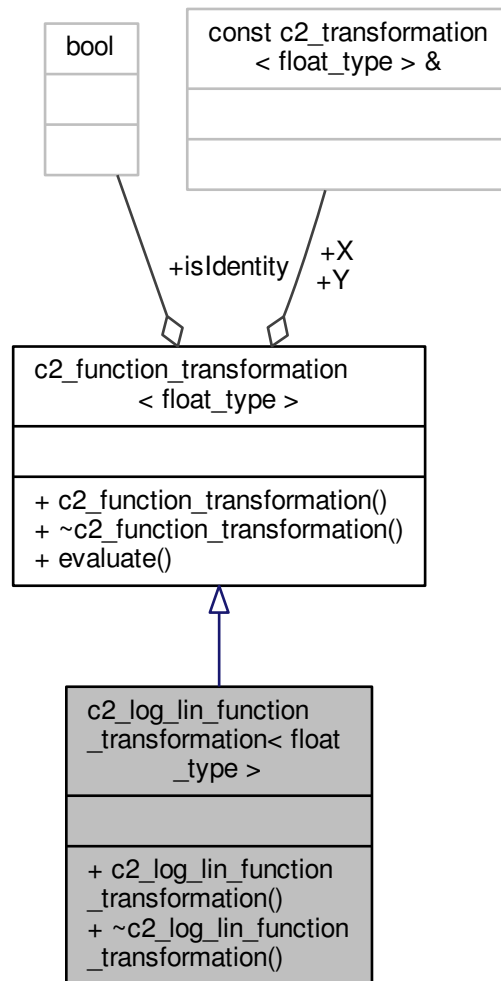 bool
const c2_transformation
< float_type > &
+isIdentity
+X
+Y
c2_function_transformation
< float_type >
+ c2_function_transformation()
+ ~c2_function_transformation()
+ evaluate()
c2_log_lin_function
_transformation< float
_type >
+ c2_log_lin_function
_transformation()
+ ~c2_log_lin_function
_transformation()